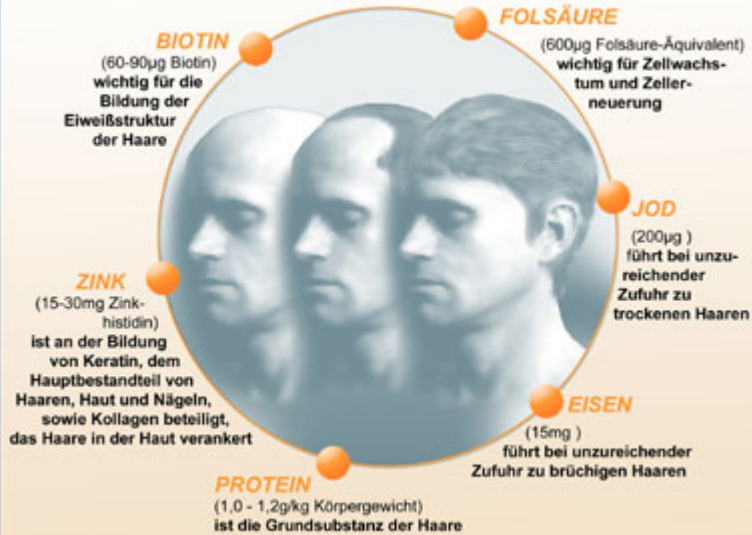 BIOTIN
(60-90µg Biotin)
wichtig für die
Bildung der
Eiweißstruktur
der Haare
FOLSÄURE
(600µg Folsäure-Äquivalent)
wichtig für Zellwachs-
tum und Zeller-
neuerung
JOD
(200µg )
führt bei unzu-
reichender
Zufuhr zu
trockenen Haaren
ZINK
(15-30mg Zink-
histidin)
ist an der Bildung
von Keratin, dem
Hauptbestandteil von
Haaren, Haut und Nägeln,
sowie Kollagen beteiligt,
das Haare in der Haut verankert
EISEN
(15mg )
führt bei unzureichender
Zufuhr zu brüchigen Haaren
PROTEIN
(1,0 - 1,2g/kg Körpergewicht)
ist die Grundsubstanz der Haare